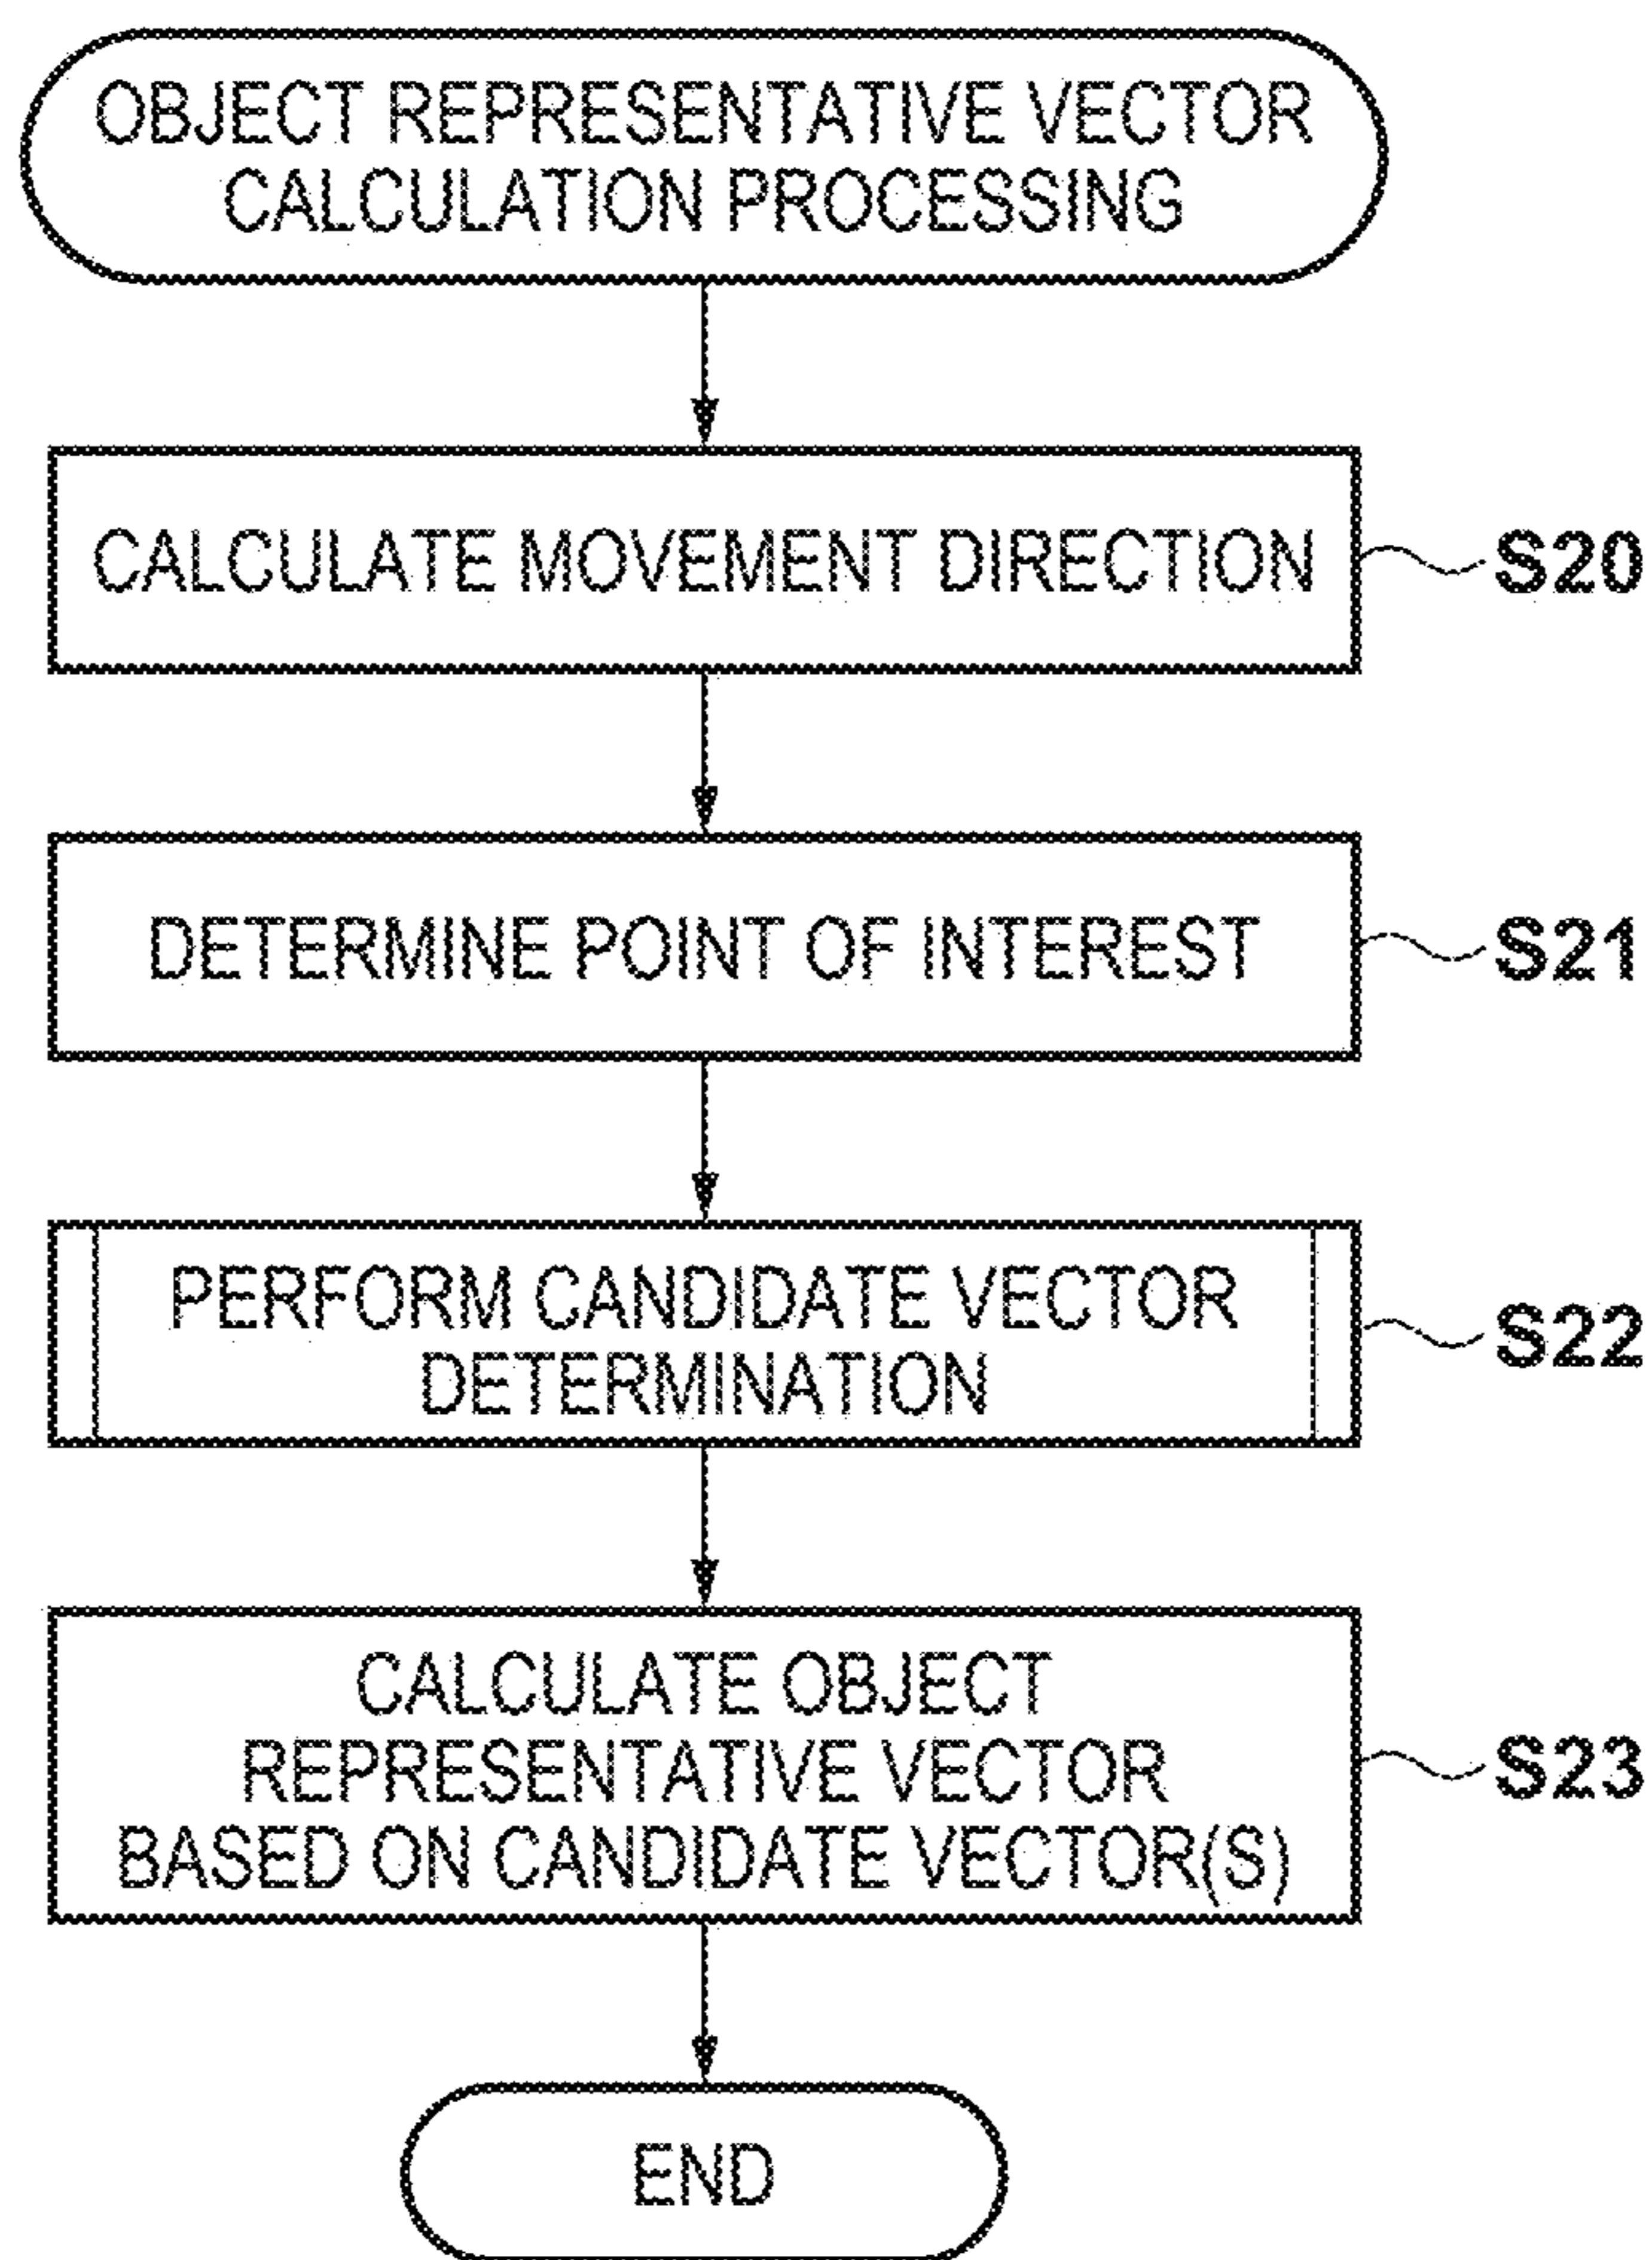 OBJECT REPRESENTATIVE VECTOR
CALCULATION PROCESSING
CALCULATE MOVEMENT DIRECTION
S20
DETERMINE POINT OF INTEREST
S21
PERFORM CANDIDATE VECTOR
DETERMINATION
S22
CALCULATE OBJECT
REPRESENTATIVE VECTOR
BASED ON CANDIDATE VECTOR(S)
S23
END